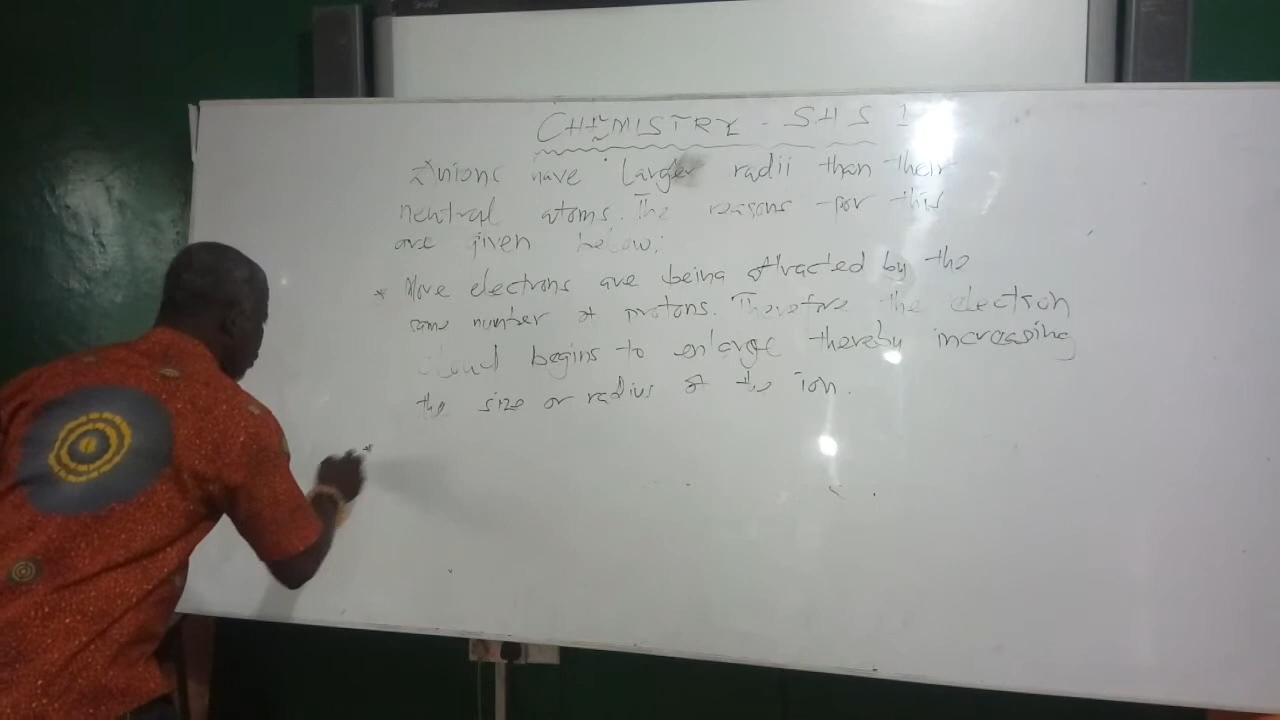 CHEMISTRY - SHS 1
Anions have larger radii than their
neutral atoms. The reasons for this
are given below:
* More electrons are being attracted by the
same number of protons. Therefore the electron
cloud begins to enlarge thereby increasing
the size or radius of the ion.
*